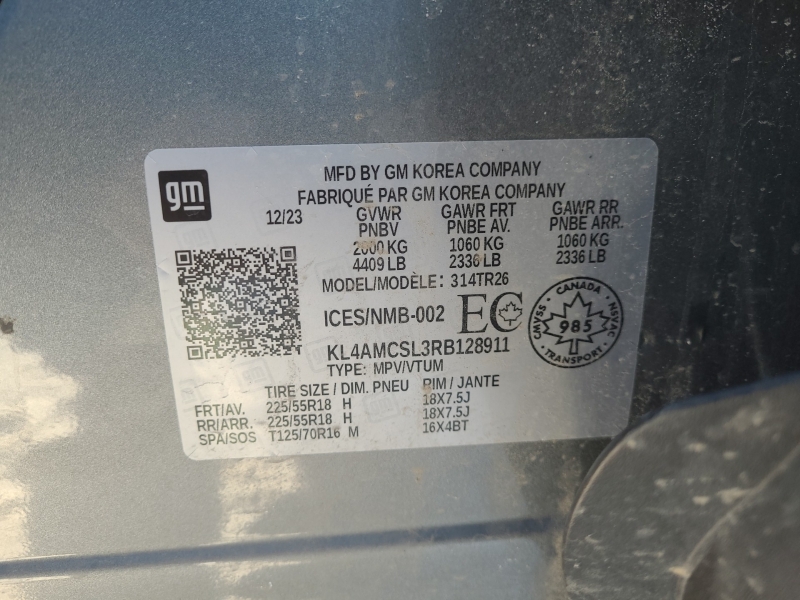 gm
MFD BY GM KOREA COMPANY
FABRIQUÉ PAR GM KOREA COMPANY
12/23 GVWR GAWR FRT GAWR RR
PNBV PNBE AV. PNBE ARR.
2000 KG 1060 KG 1060 KG
4409 LB 2336 LB 2336 LB
MODEL/MODÈLE: 314TR26
ICES/NMB-002 EC
CANADA
CMVSS 985 NSVAC
TRANSPORT
KL4AMCSL3RB128911
TYPE: MPV/VTUM
TIRE SIZE / DIM. PNEU RIM / JANTE
FRT/AV. 225/55R18 H 18X7.5J
RR/ARR. 225/55R18 H 18X7.5J
SPA/SOS T125/70R16 M 16X4BT